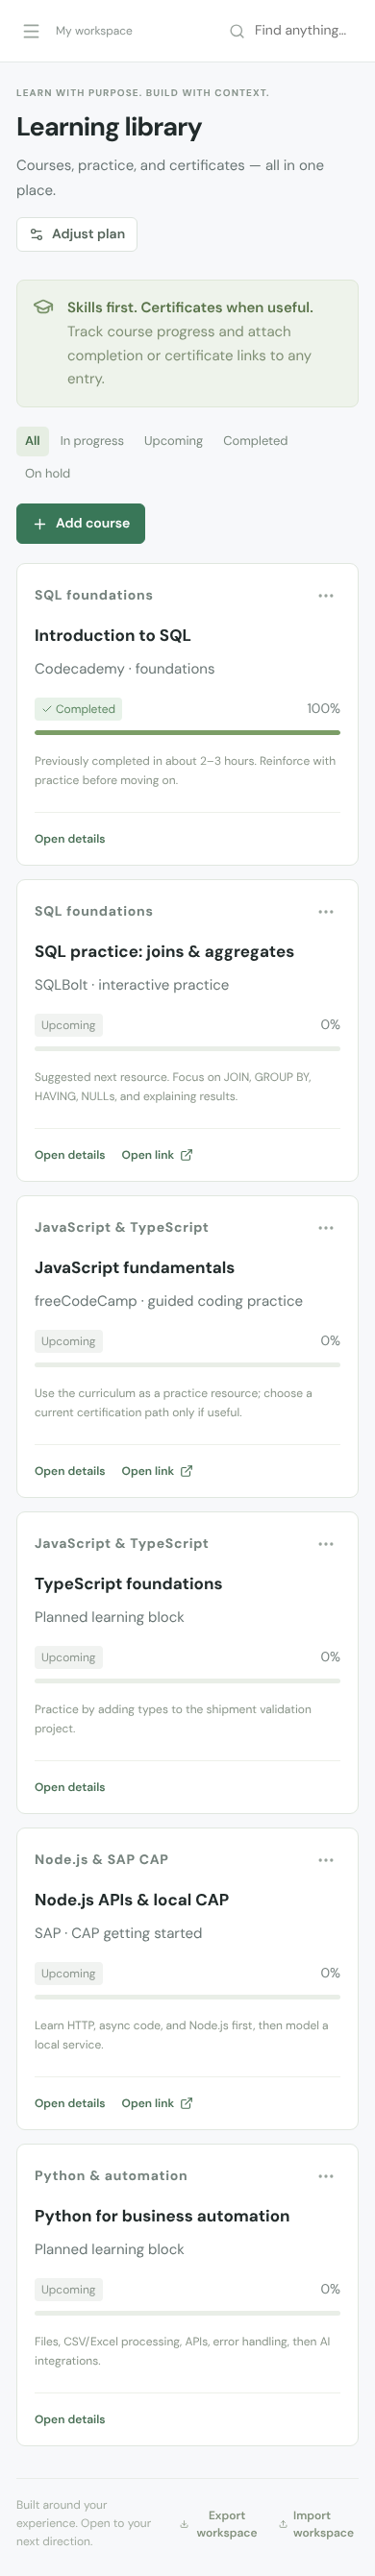 My workspace
Find anything...
LEARN WITH PURPOSE. BUILD WITH CONTEXT.
Learning library
Courses, practice, and certificates — all in one
place.
Adjust plan
Skills first. Certificates when useful.
Track course progress and attach
completion or certificate links to any
entry.
All In progress Upcoming Completed
On hold
Add course
SQL foundations
Introduction to SQL
Codecademy · foundations
Completed 100%
Previously completed in about 2–3 hours. Reinforce with
practice before moving on.
Open details
SQL foundations
SQL practice: joins & aggregates
SQLBolt · interactive practice
Upcoming 0%
Suggested next resource. Focus on JOIN, GROUP BY,
HAVING, NULLs, and explaining results.
Open details Open link
JavaScript & TypeScript
JavaScript fundamentals
freeCodeCamp · guided coding practice
Upcoming 0%
Use the curriculum as a practice resource; choose a
current certification path only if useful.
Open details Open link
JavaScript & TypeScript
TypeScript foundations
Planned learning block
Upcoming 0%
Practice by adding types to the shipment validation
project.
Open details
Node.js & SAP CAP
Node.js APIs & local CAP
SAP · CAP getting started
Upcoming 0%
Learn HTTP, async code, and Node.js first, then model a
local service.
Open details Open link
Python & automation
Python for business automation
Planned learning block
Upcoming 0%
Files, CSV/Excel processing, APIs, error handling, then AI
integrations.
Open details
Built around your
experience. Open to your
next direction.
Export
workspace
Import
workspace